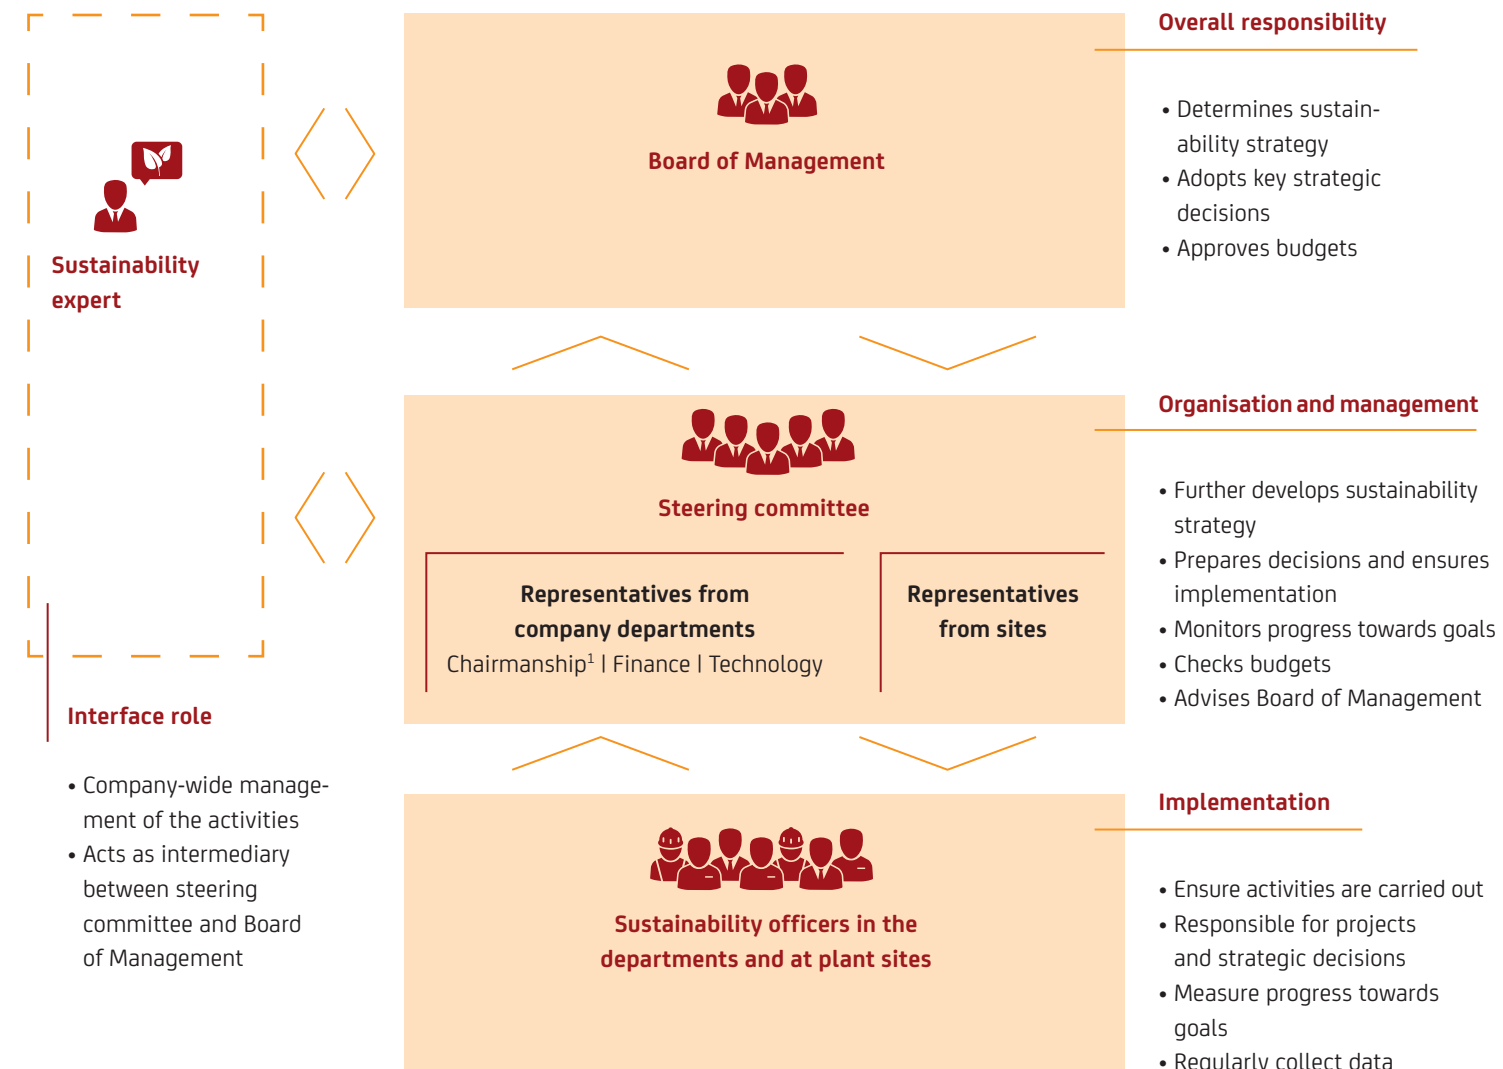 Sustainability
expert
Interface role
• Company-wide manage-
ment of the activities
• Acts as intermediary
between steering
committee and Board
of Management
Board of Management
Overall responsibility
• Determines sustain-
ability strategy
• Adopts key strategic
decisions
• Approves budgets
Steering committee
Representatives from
company departments
Chairmanship¹ | Finance | Technology
Representatives
from sites
Organisation and management
• Further develops sustainability
strategy
• Prepares decisions and ensures
implementation
• Monitors progress towards goals
• Checks budgets
• Advises Board of Management
Sustainability officers in the
departments and at plant sites
Implementation
• Ensure activities are carried out
• Responsible for projects
and strategic decisions
• Measure progress towards
goals
• Regularly collect data